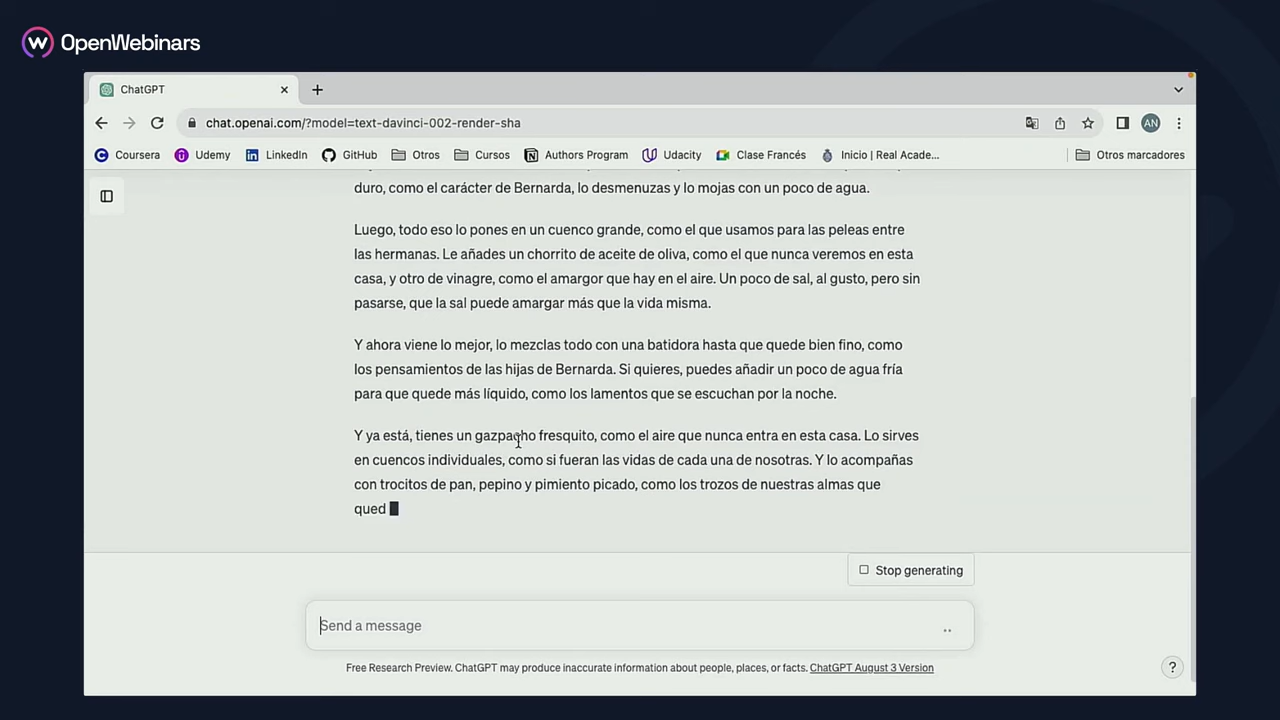 OpenWebinars
ChatGPT
chat.openai.com/?model=text-davinci-002-render-sha
AN
Coursera Udemy LinkedIn GitHub Otros Cursos Authors Program Udacity Clase Francés Inicio | Real Acade... Otros marcadores
duro, como el carácter de Bernarda, lo desmenuzas y lo mojas con un poco de agua.
Luego, todo eso lo pones en un cuenco grande, como el que usamos para las peleas entre
las hermanas. Le añades un chorrito de aceite de oliva, como el que nunca veremos en esta
casa, y otro de vinagre, como el amargor que hay en el aire. Un poco de sal, al gusto, pero sin
pasarse, que la sal puede amargar más que la vida misma.
Y ahora viene lo mejor, lo mezclas todo con una batidora hasta que quede bien fino, como
los pensamientos de las hijas de Bernarda. Si quieres, puedes añadir un poco de agua fría
para que quede más líquido, como los lamentos que se escuchan por la noche.
Y ya está, tienes un gazpacho fresquito, como el aire que nunca entra en esta casa. Lo sirves
en cuencos individuales, como si fueran las vidas de cada una de nosotras. Y lo acompañas
con trocitos de pan, pepino y pimiento picado, como los trozos de nuestras almas que
qued
Stop generating
Send a message
Free Research Preview. ChatGPT may produce inaccurate information about people, places, or facts. ChatGPT August 3 Version
?